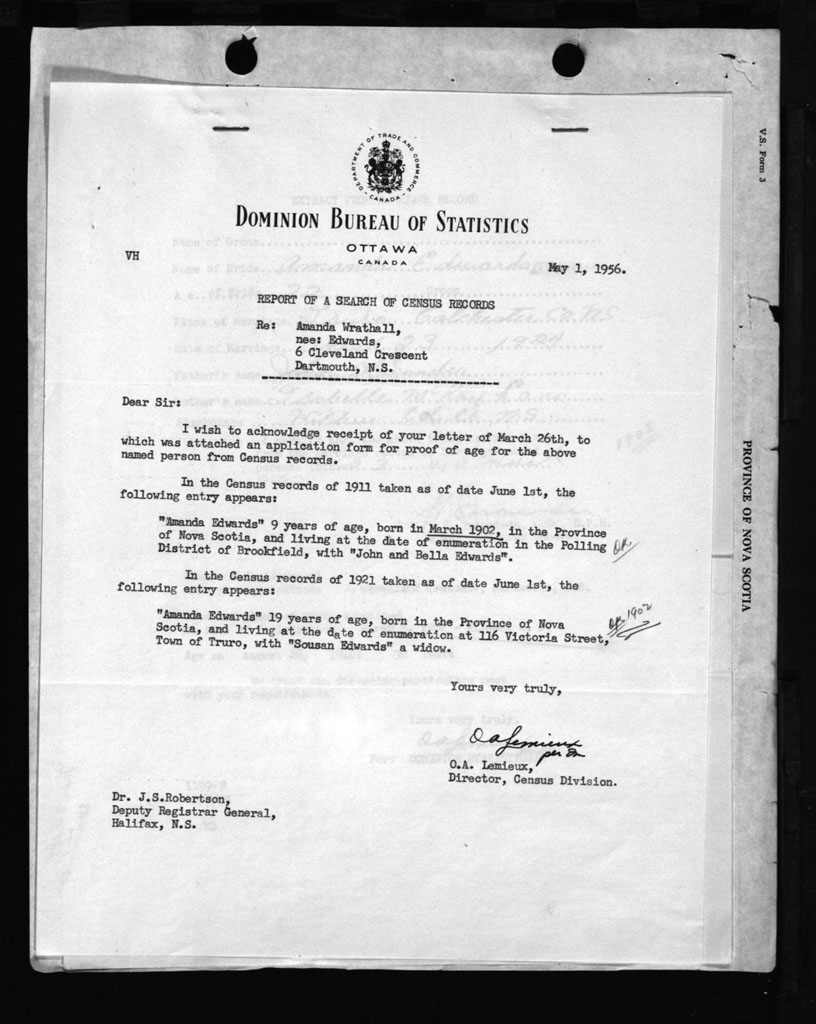 V.S. Form 3
DEPARTMENT OF TRADE AND COMMERCE
CANADA
DOMINION BUREAU OF STATISTICS
OTTAWA
CANADA
VH
May 1, 1956.
REPORT OF A SEARCH OF CENSUS RECORDS
Re: Amanda Wrathall,
nee: Edwards,
6 Cleveland Crescent
Dartmouth, N.S.
Dear Sir:
I wish to acknowledge receipt of your letter of March 26th, to
which was attached an application form for proof of age for the above
named person from Census records.
In the Census records of 1911 taken as of date June 1st, the
following entry appears:
"Amanda Edwards" 9 years of age, born in March 1902, in the Province
of Nova Scotia, and living at the date of enumeration in the Polling
District of Brookfield, with "John and Bella Edwards".
In the Census records of 1921 taken as of date June 1st, the
following entry appears:
"Amanda Edwards" 19 years of age, born in the Province of Nova
Scotia, and living at the date of enumeration at 116 Victoria Street,
Town of Truro, with "Sousan Edwards" a widow.
1902
Yours very truly,
O A Lemieux
per
O.A. Lemieux,
Director, Census Division.
Dr. J.S.Robertson,
Deputy Registrar General,
Halifax, N.S.
PROVINCE OF NOVA SCOTIA